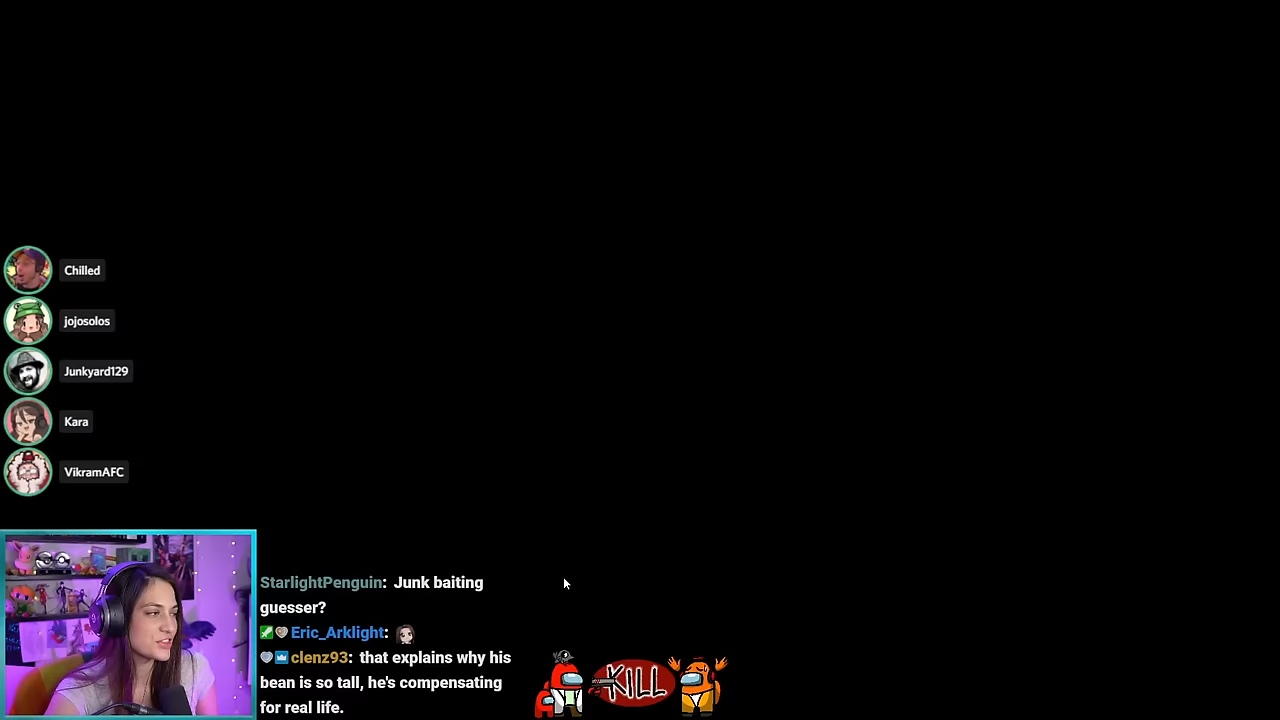 Chilled
jojosolos
Junkyard129
Kara
VikramAFC
StarlightPenguin: Junk baiting
guesser?
Eric_Arklight:
clenz93: that explains why his
bean is so tall, he's compensating
for real life.
KILL